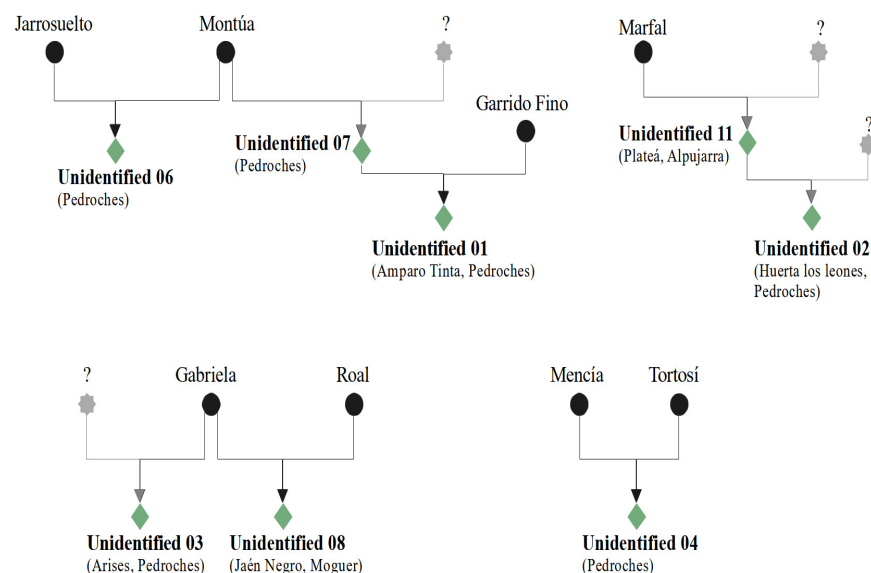 Jarrosuelto
Montúa
?
Marfal
?
Garrido Fino
?
Unidentified 06
(Pedroches)
Unidentified 07
(Pedroches)
Unidentified 11
(Plateá, Alpujarra)
Unidentified 01
(Amparo Tinta, Pedroches)
Unidentified 02
(Huerta los leones,
Pedroches)
?
Gabriela
Roal
Mencía
Tortosí
Unidentified 03
(Arises, Pedroches)
Unidentified 08
(Jaén Negro, Moguer)
Unidentified 04
(Pedroches)